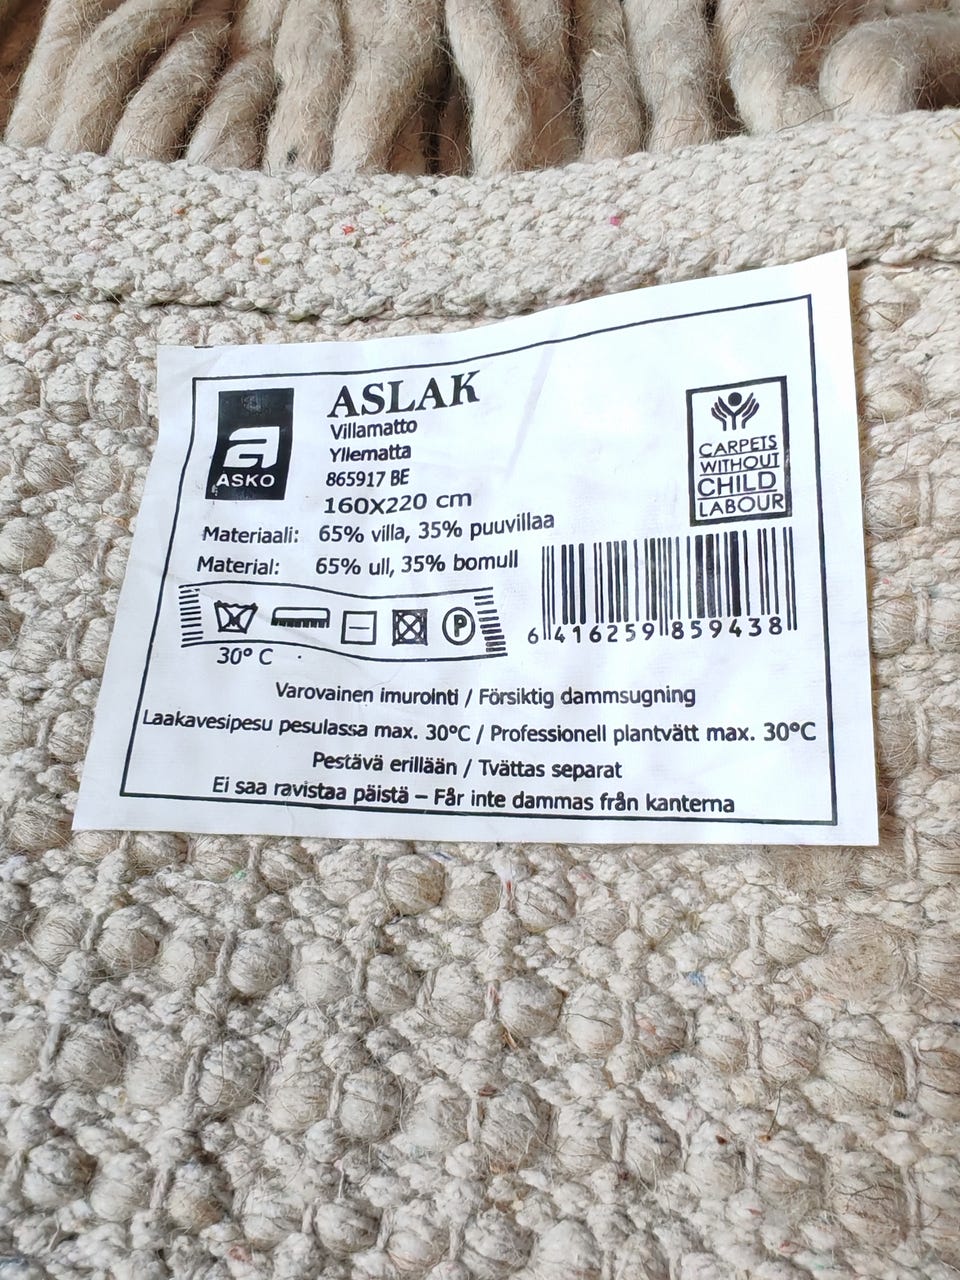 ASLAK
Villamatto
Yllematta
865917 BE
160X220 cm
Materiaali: 65% villa, 35% puuvillaa
Material: 65% ull, 35% bomull
a
ASKO
CARPETS
WITHOUT
CHILD
LABOUR
P
30° C
6 416259 859438
Varovainen imurointi / Försiktig dammsugning
Laakavesipesu pesulassa max. 30°C / Professionell plantvätt max. 30°C
Pestävä erillään / Tvättas separat
Ei saa ravistaa päistä – Får inte dammas från kanterna